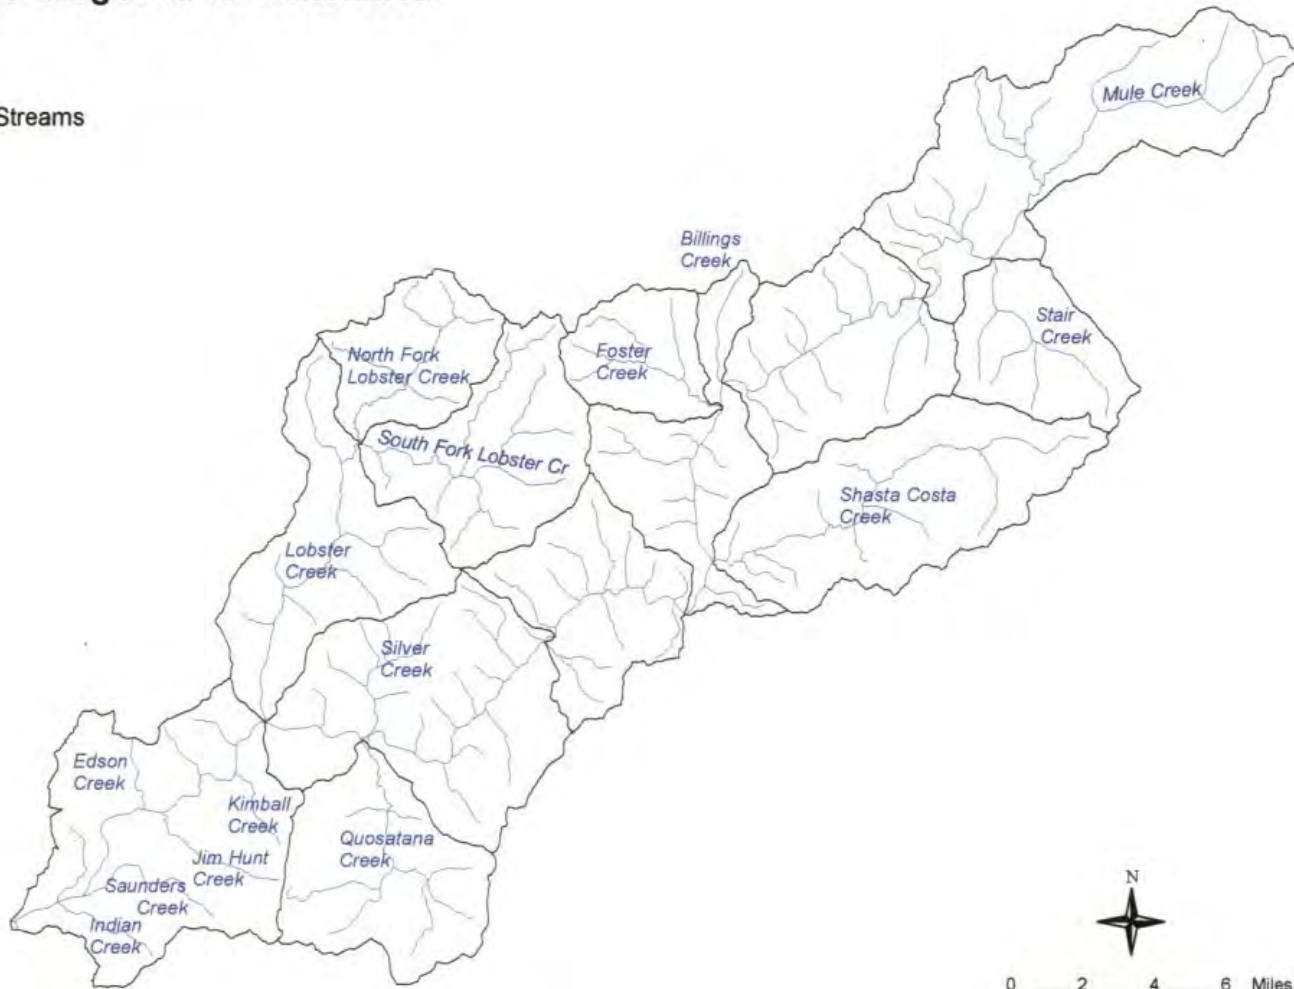 Streams
Mule Creek
Billings
Creek
Stair
Creek
North Fork
Lobster Creek
Foster
Creek
South Fork Lobster Cr
Shasta Costa
Creek
Lobster
Creek
Silver
Creek
Edson
Creek
Kimball
Creek
Quosatana
Creek
Jim Hunt
Creek
Saunders
Creek
Indian
Creek
N
0 2 4 6 Miles